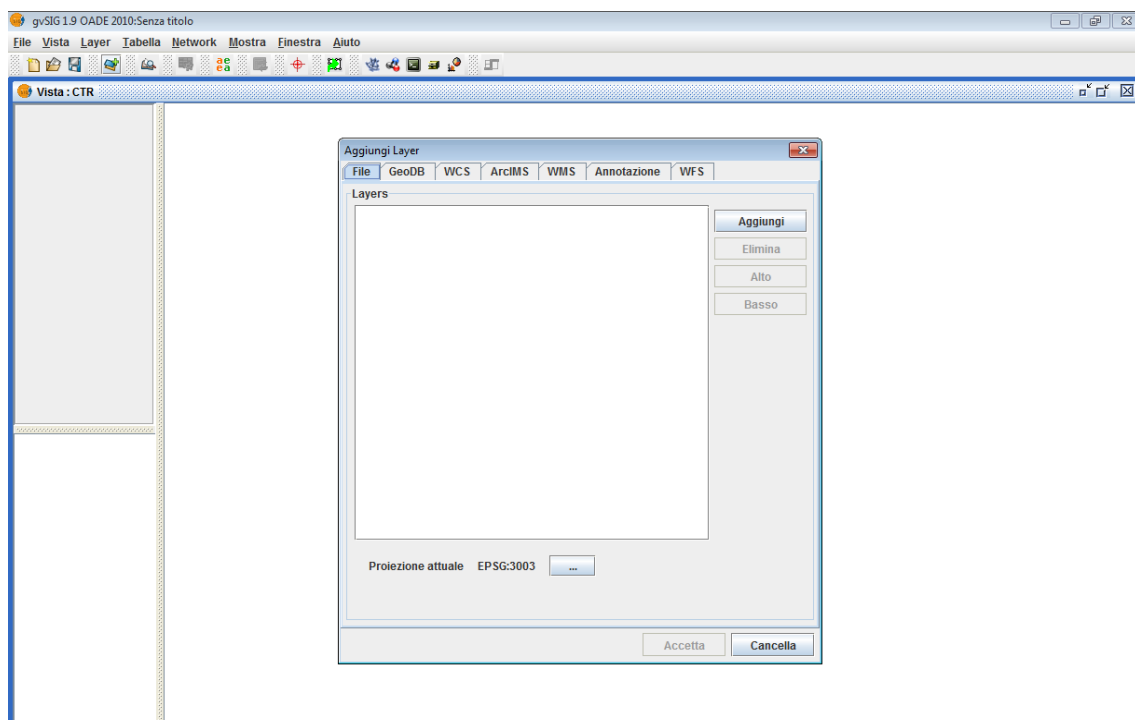 gvSIG 1.9 OADE 2010:Senza titolo
File Vista Layer Tabella Network Mostra Finestra Aiuto
Vista : CTR
Aggiungi Layer
File GeoDB WCS ArcIMS WMS Annotazione WFS
Layers
Aggiungi
Elimina
Alto
Basso
Proiezione attuale EPSG:3003 ...
Accetta Cancella